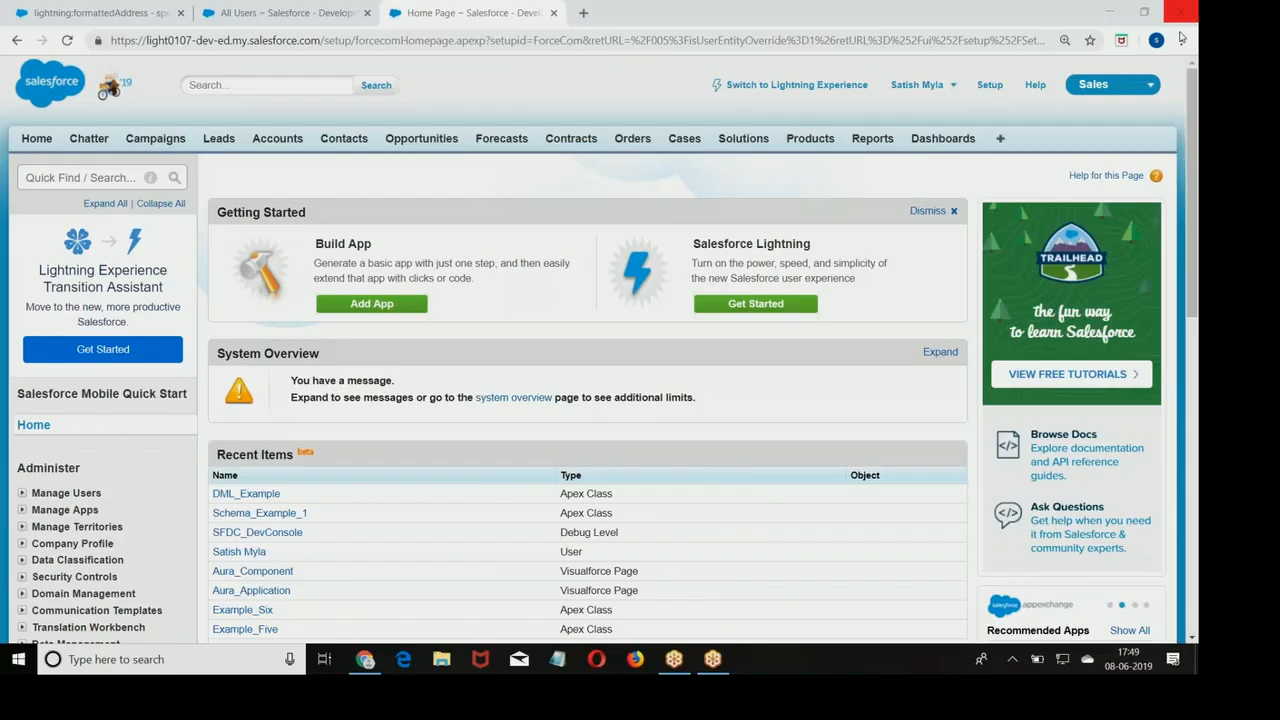 lightning:formattedAddress - spe
All Users ~ Salesforce - Develop
Home Page ~ Salesforce - Devel
https://light0107-dev-ed.my.salesforce.com/setup/forcecomHomepage.apexp?setupid=ForceCom&retURL=%2F005%3FisUserEntityOverride%3D1%26retURL%3D%252Fui%252Fsetup%252FSet...
S
salesforce
'19
Search...
Search
Switch to Lightning Experience
Satish Myla
Setup
Help
Sales
Home
Chatter
Campaigns
Leads
Accounts
Contacts
Opportunities
Forecasts
Contracts
Orders
Cases
Solutions
Products
Reports
Dashboards
+
Quick Find / Search...
Expand All | Collapse All
Lightning Experience
Transition Assistant
Move to the new, more productive
Salesforce.
Get Started
Salesforce Mobile Quick Start
Home
Administer
Manage Users
Manage Apps
Manage Territories
Company Profile
Data Classification
Security Controls
Domain Management
Communication Templates
Translation Workbench
Data Management
Help for this Page
Getting Started
Dismiss
Build App
Generate a basic app with just one step, and then easily
extend that app with clicks or code.
Add App
Salesforce Lightning
Turn on the power, speed, and simplicity of
the new Salesforce user experience
Get Started
System Overview
Expand
You have a message.
Expand to see messages or go to the system overview page to see additional limits.
Recent Items beta
Name Type Object
DML_Example Apex Class
Schema_Example_1 Apex Class
SFDC_DevConsole Debug Level
Satish Myla User
Aura_Component Visualforce Page
Aura_Application Visualforce Page
Example_Six Apex Class
Example_Five Apex Class
TRAILHEAD
the fun way
to learn Salesforce
VIEW FREE TUTORIALS
Browse Docs
Explore documentation
and API reference
guides.
Ask Questions
Get help when you need
it from Salesforce &
community experts.
salesforce appexchange
Recommended Apps
Show All
Type here to search
17:49
08-06-2019